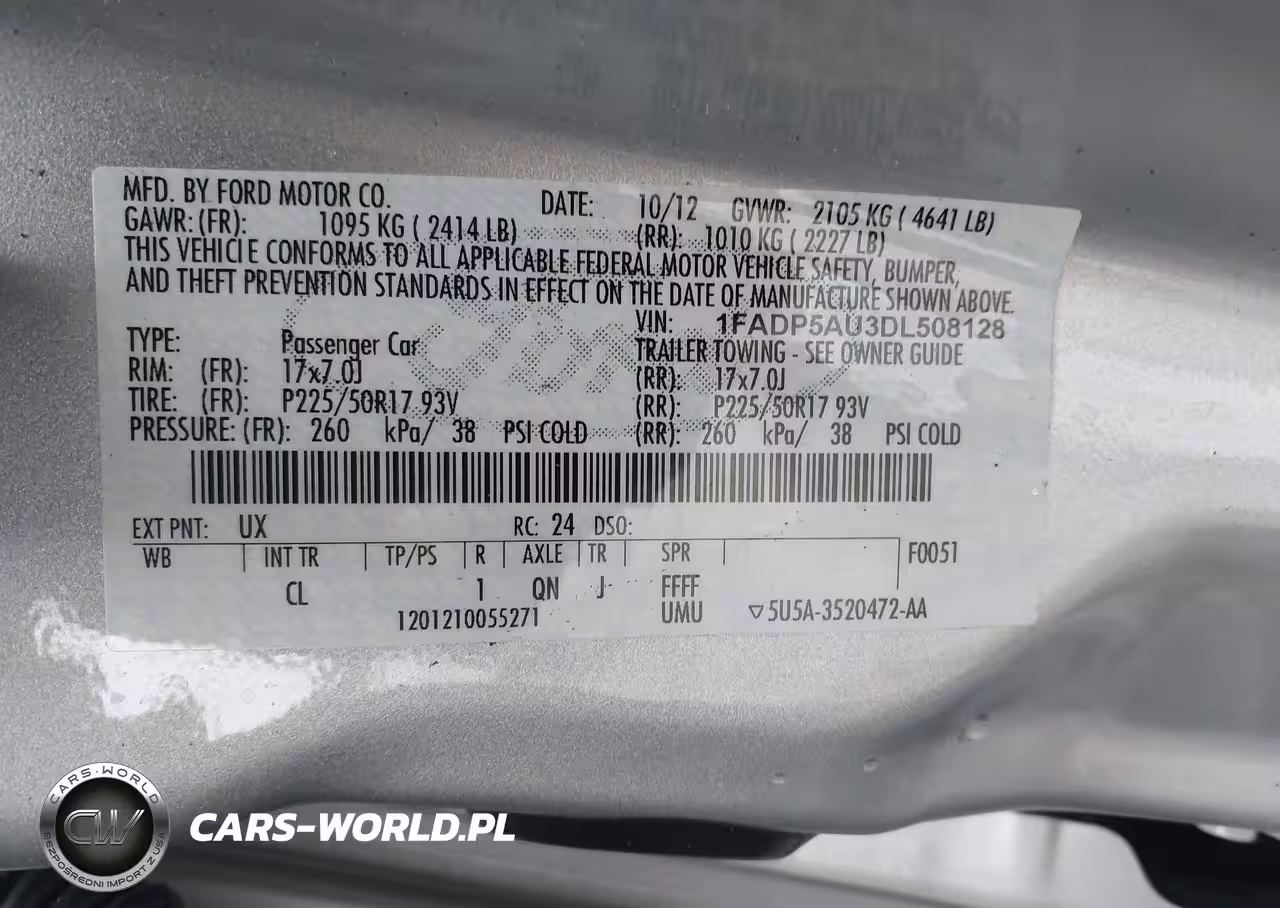 MFD. BY FORD MOTOR CO. DATE: 10/12 GVWR: 2105 KG ( 4641 LB)
GAWR: (FR): 1095 KG ( 2414 LB) (RR): 1010 KG ( 2227 LB)
THIS VEHICLE CONFORMS TO ALL APPLICABLE FEDERAL MOTOR VEHICLE SAFETY, BUMPER,
AND THEFT PREVENTION STANDARDS IN EFFECT ON THE DATE OF MANUFACTURE SHOWN ABOVE.
VIN: 1FADP5AU3DL508128
TYPE: Passenger Car TRAILER TOWING - SEE OWNER GUIDE
RIM: (FR): 17x7.0J (RR): 17x7.0J
TIRE: (FR): P225/50R17 93V (RR): P225/50R17 93V
PRESSURE: (FR): 260 kPa/ 38 PSI COLD (RR): 260 kPa/ 38 PSI COLD
EXT PNT: UX RC: 24 DSO:
WB INT TR TP/PS R AXLE TR SPR F0051
CL 1 QN J FFFF
1201210055271 UMU ▽5U5A-3520472-AA
CARS-WORLD
CW
BEZPOŚREDNI IMPORT Z USA
CARS-WORLD.PL